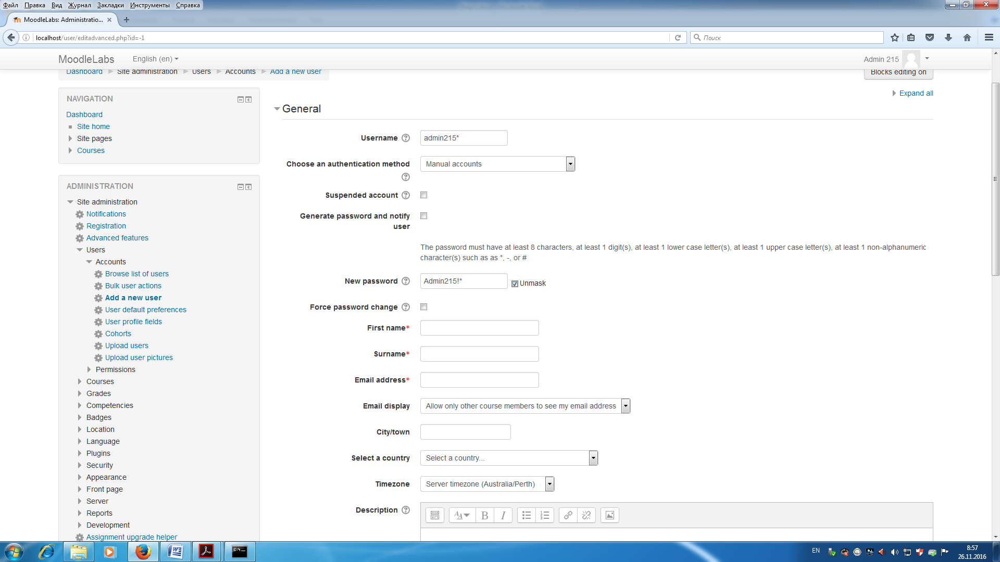 Файл Правка Вид Журнал Закладки Инструменты Справка
MoodleLabs: Administratio...
localhost/user/editadvanced.php?id=-1
Поиск
MoodleLabs English (en)
Admin 215
Dashboard Site administration Users Accounts Add a new user
Blocks editing on
NAVIGATION
Dashboard
Site home
Site pages
Courses
ADMINISTRATION
Site administration
Notifications
Registration
Advanced features
Users
Accounts
Browse list of users
Bulk user actions
Add a new user
User default preferences
User profile fields
Cohorts
Upload users
Upload user pictures
Permissions
Courses
Grades
Competencies
Badges
Location
Language
Plugins
Security
Appearance
Front page
Server
Reports
Development
Assignment upgrade helper
Expand all
General
Username admin215*
Choose an authentication method Manual accounts
Suspended account
Generate password and notify
user
The password must have at least 8 characters, at least 1 digit(s), at least 1 lower case letter(s), at least 1 upper case letter(s), at least 1 non-alphanumeric
character(s) such as as *, -, or #
New password Admin215!* Unmask
Force password change
First name*
Surname*
Email address*
Email display Allow only other course members to see my email address
City/town
Select a country Select a country...
Timezone Server timezone (Australia/Perth)
Description
EN
8:57
26.11.2016